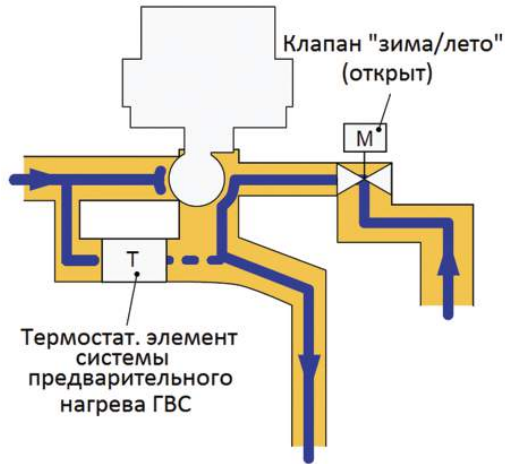 Клапан "зима/лето"
(открыт)
M
T
Термостат. элемент
системы
предварительного
нагрева ГВС